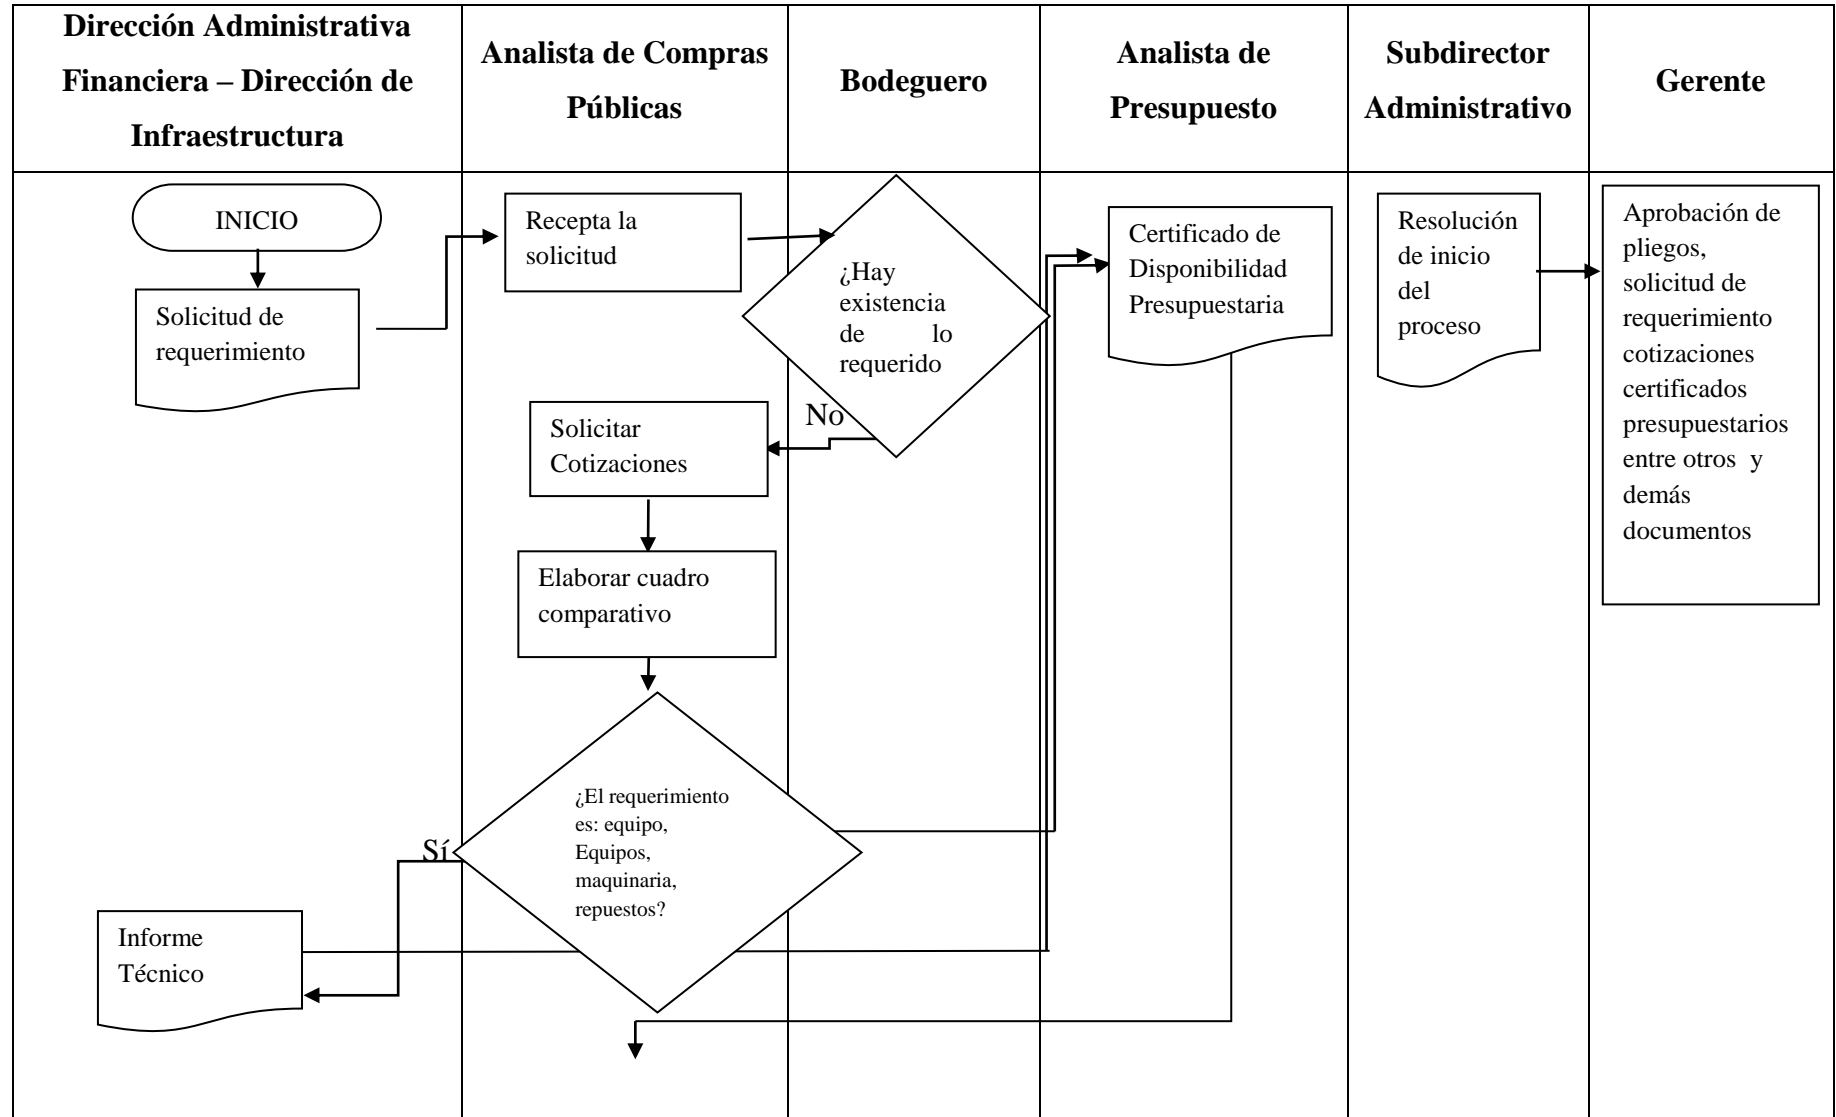 Dirección Administrativa
Financiera – Dirección de
Infraestructura
Analista de Compras
Públicas
Bodeguero
Analista de
Presupuesto
Subdirector
Administrativo
Gerente
INICIO
Solicitud de
requerimiento
Recepta la
solicitud
¿Hay
existencia
de lo
requerido
No
Solicitar
Cotizaciones
Elaborar cuadro
comparativo
¿El requerimiento
es: equipo,
Equipos,
maquinaria,
repuestos?
Sí
Informe
Técnico
Certificado de
Disponibilidad
Presupuestaria
Resolución
de inicio
del
proceso
Aprobación de
pliegos,
solicitud de
requerimiento
cotizaciones
certificados
presupuestarios
entre otros y
demás
documentos